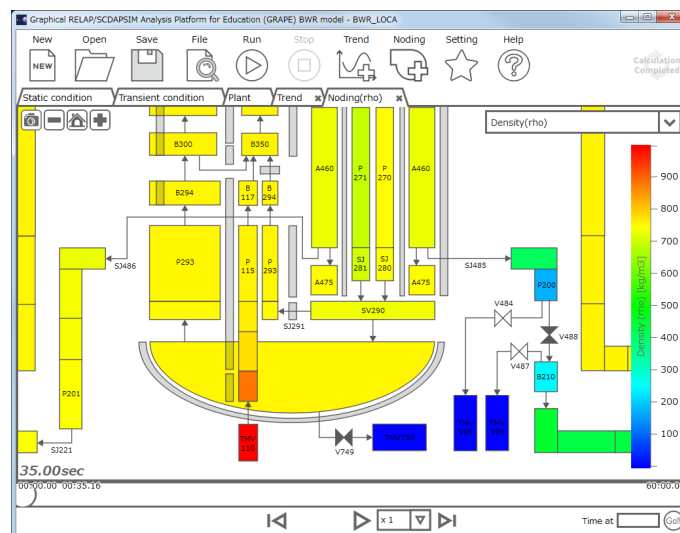 Graphical RELAP/SCDAPSIM Analysis Platform for Education (GRAPE) BWR model - BWR_LOCA
New Open Save File Run Stop Trend Noding Setting Help
NEW
Calculation
Completed
Static condition Transient condition Plant Trend Noding(rho)
Density(rho)
B300 B350 A460 P 271 P 270 A460
B294 B 117 B 294
P293 P 115 P 293 SJ 281 SJ 280
A475 A475
SJ486 SJ485
P200
V484
V488
SV290
SJ291
V487
B210
P201
SJ221
TMV 110
V749
900
800
700
600
500
400
300
200
100
Density (rho) [kg/m3]
35.00sec
00:00.00 00:35.16 60:00.0
x 1
Time at Go!